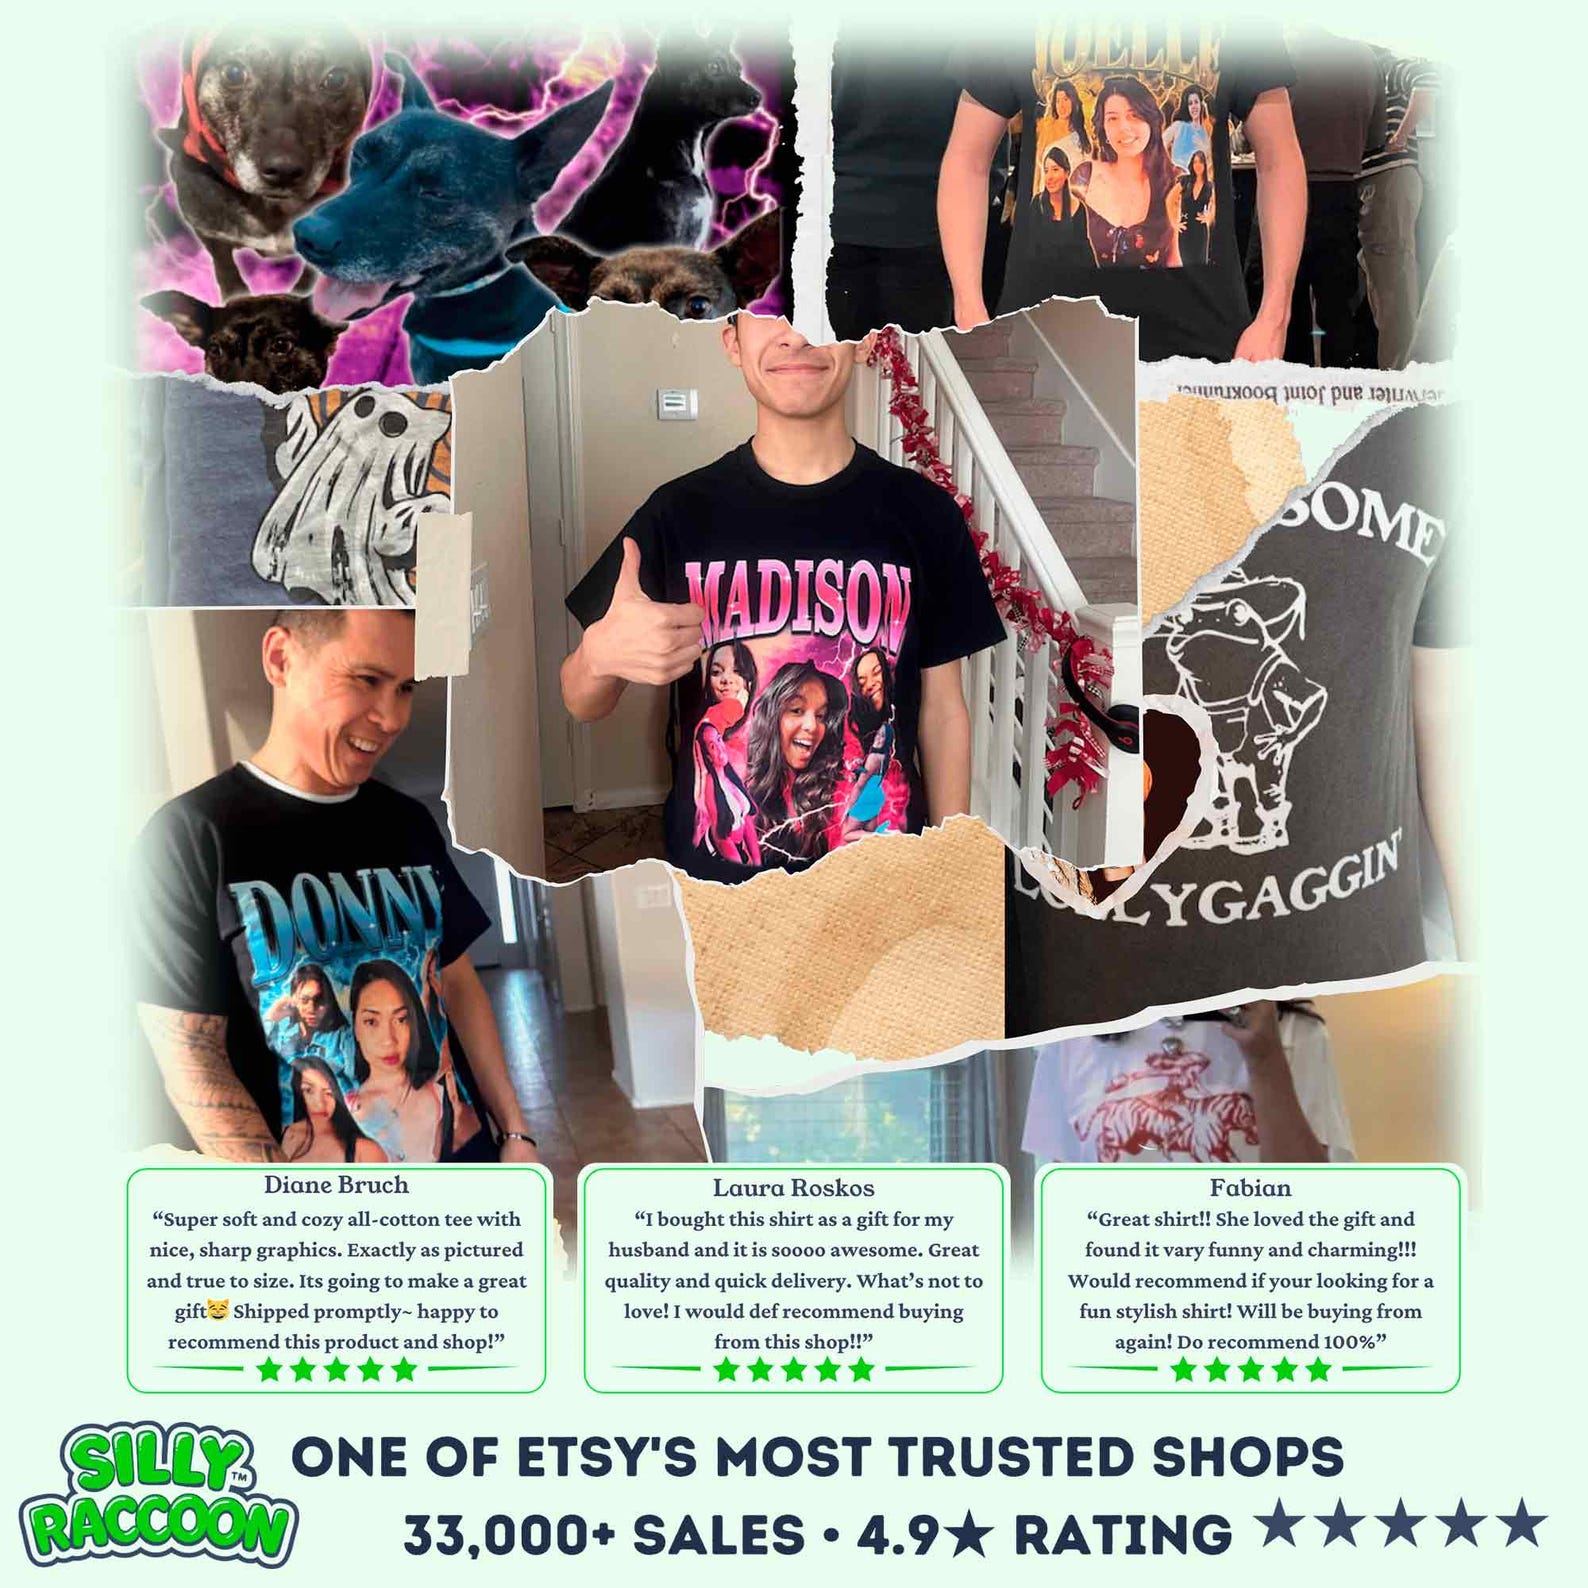 MADISON
SOME
LOLLYGAGGIN'
Diane Bruch
“Super soft and cozy all-cotton tee with
nice, sharp graphics. Exactly as pictured
and true to size. Its going to make a great
gift😸 Shipped promptly~ happy to
recommend this product and shop!”
Laura Roskos
“I bought this shirt as a gift for my
husband and it is soooo awesome. Great
quality and quick delivery. What’s not to
love! I would def recommend buying
from this shop!!”
Fabian
“Great shirt!! She loved the gift and
found it vary funny and charming!!!
Would recommend if your looking for a
fun stylish shirt! Will be buying from
again! Do recommend 100%”
SILLY
RACCOON™
ONE OF ETSY'S MOST TRUSTED SHOPS
33,000+ SALES • 4.9★ RATING ★★★★★
and Joint Bookrunner